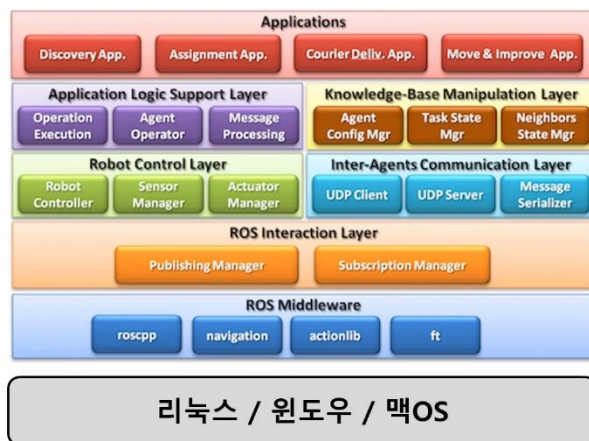 Applications
Discovery App.
Assignment App.
Courier Deliv. App.
Move & Improve App.
Application Logic Support Layer
Operation
Execution
Agent
Operator
Message
Processing
Knowledge-Base Manipulation Layer
Agent
Config Mgr
Task State
Mgr
Neighbors
State Mgr
Robot Control Layer
Robot
Controller
Sensor
Manager
Actuator
Manager
Inter-Agents Communication Layer
UDP Client
UDP Server
Message
Serializer
ROS Interaction Layer
Publishing Manager
Subscription Manager
ROS Middleware
roscpp
navigation
actionlib
ft
리눅스 / 윈도우 / 맥OS